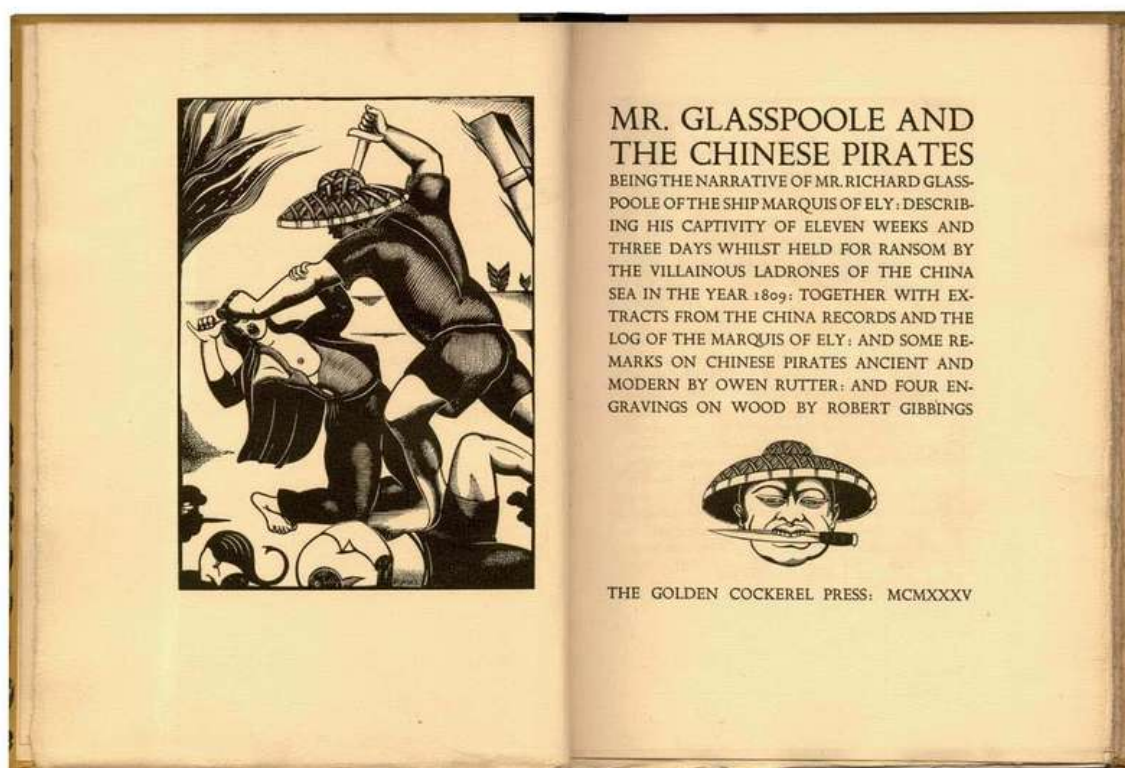 MR. GLASSPOOLE AND
THE CHINESE PIRATES
BEING THE NARRATIVE OF MR. RICHARD GLASS-
POOLE OF THE SHIP MARQUIS OF ELY: DESCRIB-
ING HIS CAPTIVITY OF ELEVEN WEEKS AND
THREE DAYS WHILST HELD FOR RANSOM BY
THE VILLAINOUS LADRONES OF THE CHINA
SEA IN THE YEAR 1809: TOGETHER WITH EX-
TRACTS FROM THE CHINA RECORDS AND THE
LOG OF THE MARQUIS OF ELY: AND SOME RE-
MARKS ON CHINESE PIRATES ANCIENT AND
MODERN BY OWEN RUTTER: AND FOUR EN-
GRAVINGS ON WOOD BY ROBERT GIBBINGS
THE GOLDEN COCKEREL PRESS: MCMXXXV